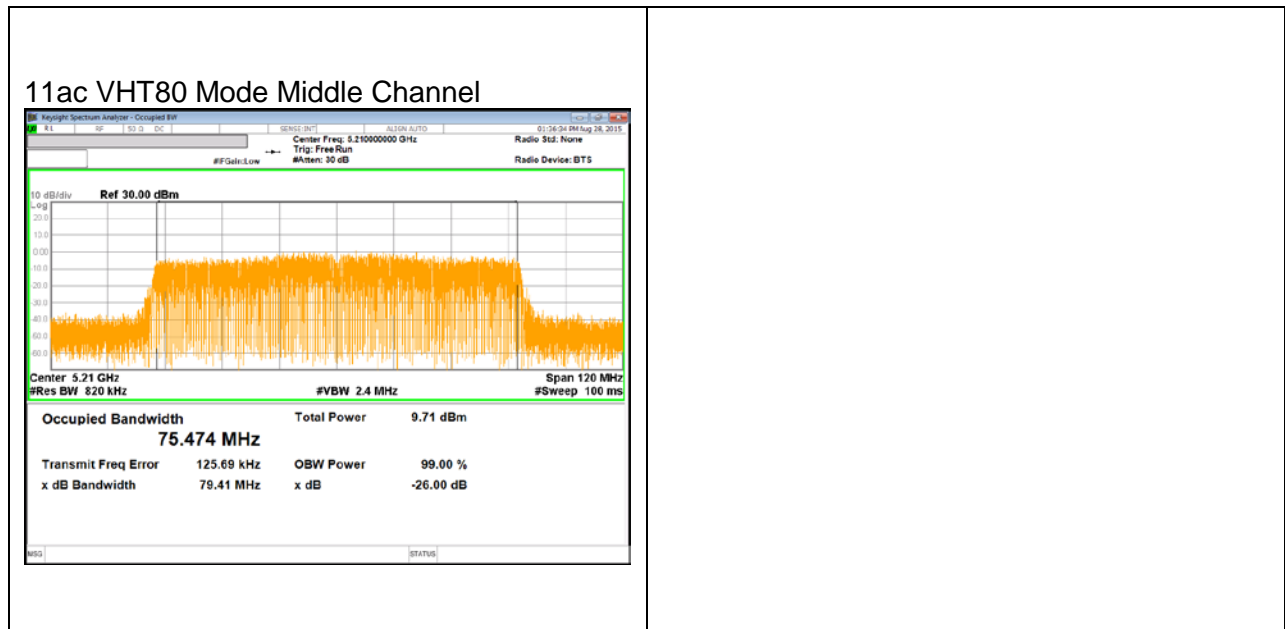 11ac VHT80 Mode Middle Channel
Keysight Spectrum Analyzer - Occupied BW
RL RF 50 Ω DC SENSE:INT ALIGN AUTO 01:36:04 PM Aug 28, 2015
Center Freq: 5.210000000 GHz Radio Std: None
Trig: Free Run
#IFGain:Low #Atten: 30 dB Radio Device: BTS
10 dB/div Ref 30.00 dBm
Log
20.0
10.0
0.00
-10.0
-20.0
-30.0
-40.0
-50.0
-60.0
Center 5.21 GHz Span 120 MHz
#Res BW 820 kHz #VBW 2.4 MHz #Sweep 100 ms
Occupied Bandwidth Total Power 9.71 dBm
75.474 MHz
Transmit Freq Error 125.69 kHz OBW Power 99.00 %
x dB Bandwidth 79.41 MHz x dB -26.00 dB
MSG STATUS